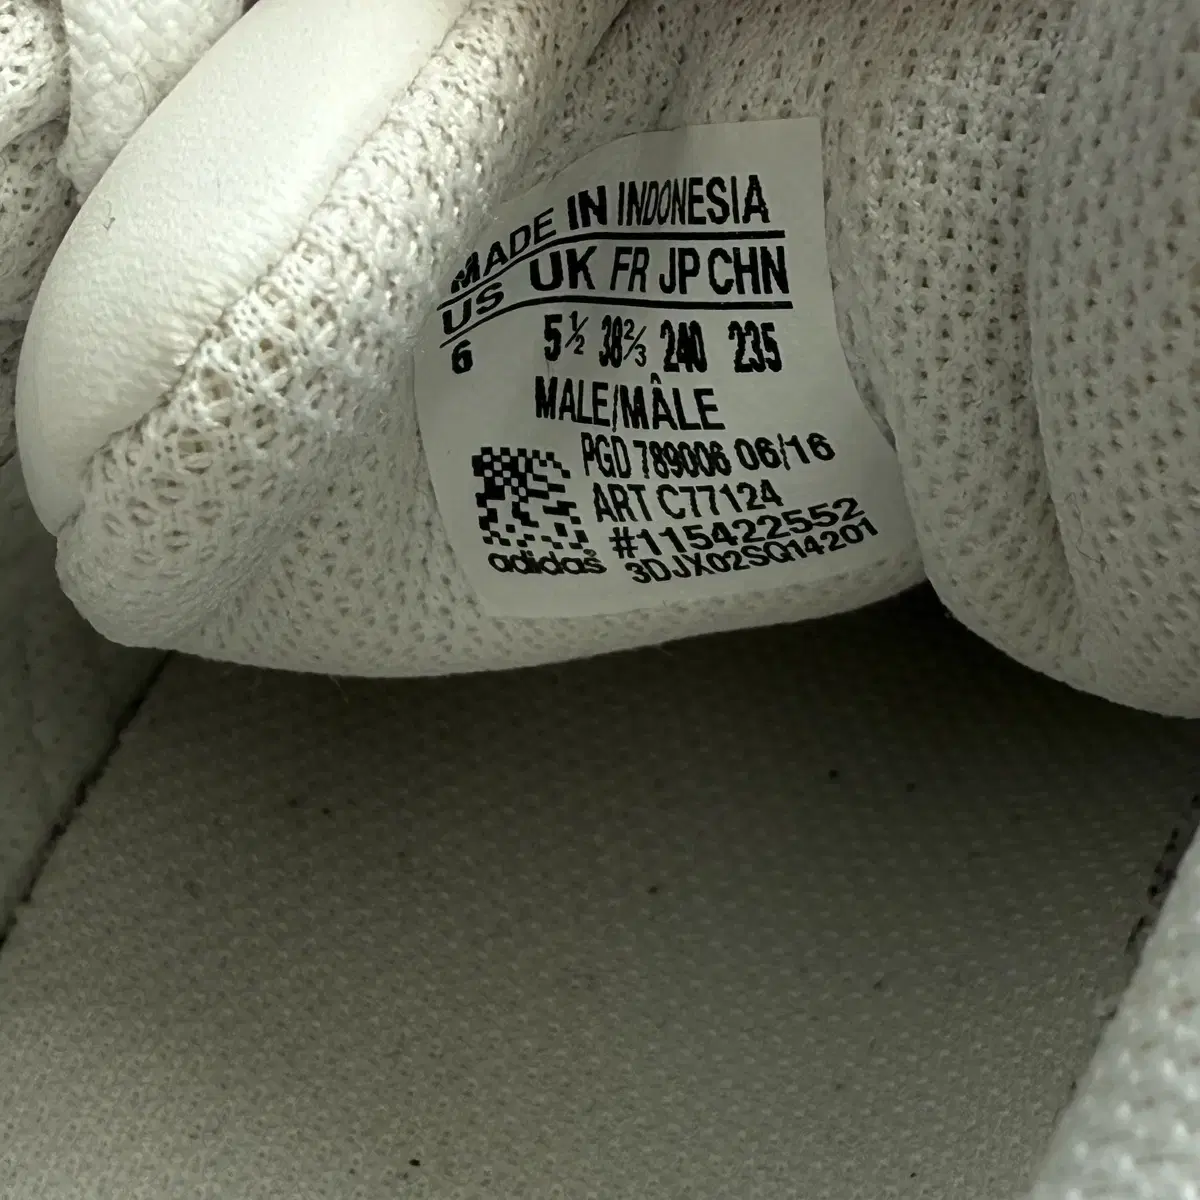 MADE IN INDONESIA
US UK FR JP CHN
6 5½ 38⅔ 240 235
MALE/MÂLE
PGD 789006 06/16
ART C77124
#115422552
adidas® 3DJX02SQ14201